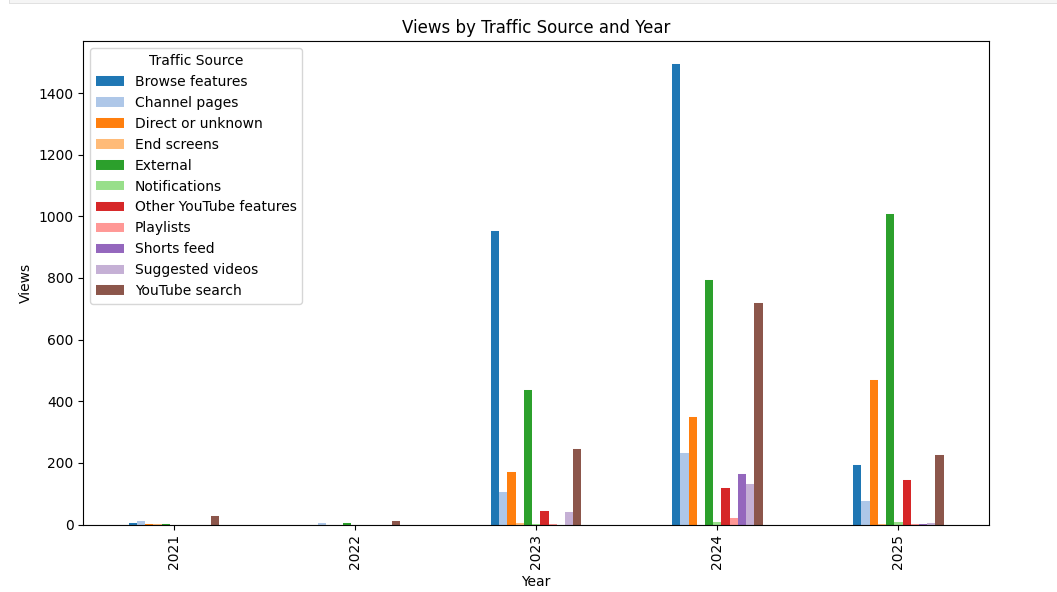 Views by Traffic Source and Year
Traffic Source
Browse features
Channel pages
Direct or unknown
End screens
External
Notifications
Other YouTube features
Playlists
Shorts feed
Suggested videos
YouTube search
Views
1400
1200
1000
800
600
400
200
0
2021
2022
2023
2024
2025
Year